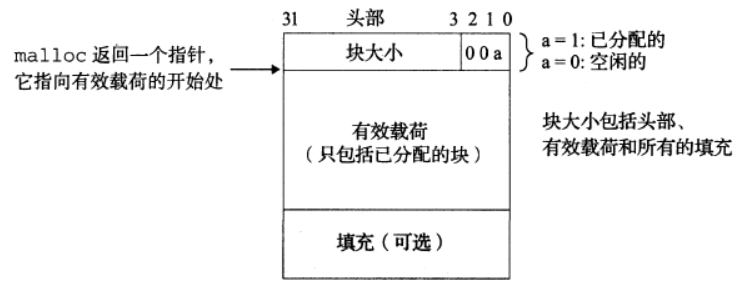 31 头部 3 2 1 0
malloc 返回一个指针，
它指向有效载荷的开始处
块大小
0 0 a
a = 1: 已分配的
a = 0: 空闲的
有效载荷
（只包括已分配的块）
块大小包括头部、
有效载荷和所有的填充
填充（可选）